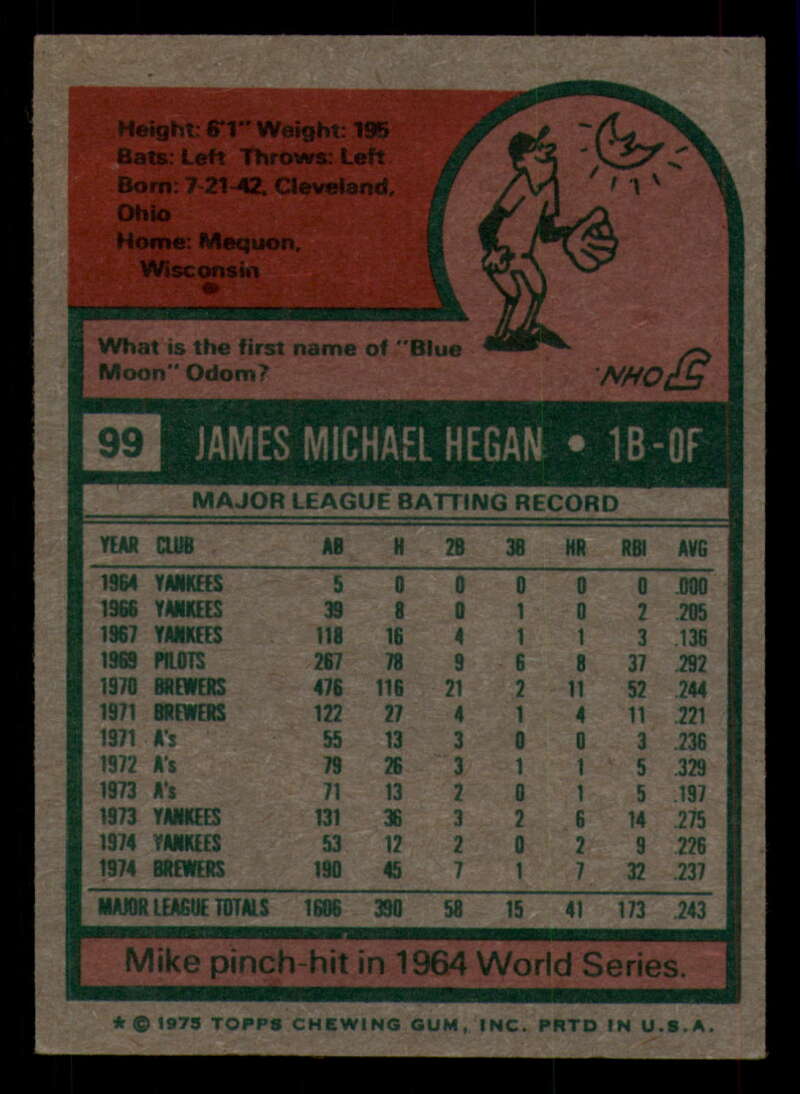 Height: 6'1" Weight: 195
Bats: Left Throws: Left
Born: 7-21-42, Cleveland,
Ohio
Home: Mequon,
Wisconsin
What is the first name of "Blue
Moon" Odom?
JOHN.
99 JAMES MICHAEL HEGAN • 1B-OF
MAJOR LEAGUE BATTING RECORD
YEAR CLUB AB H 2B 3B HR RBI AVG
1964 YANKEES 5 0 0 0 0 0 .000
1966 YANKEES 39 8 0 1 0 2 .205
1967 YANKEES 118 16 4 1 1 3 .136
1969 PILOTS 267 78 9 6 8 37 .292
1970 BREWERS 476 116 21 2 11 52 .244
1971 BREWERS 122 27 4 1 4 11 .221
1971 A's 55 13 3 0 0 3 .236
1972 A's 79 26 3 1 1 5 .329
1973 A's 71 13 2 0 1 5 .197
1973 YANKEES 131 36 3 2 6 14 .275
1974 YANKEES 53 12 2 0 2 9 .226
1974 BREWERS 190 45 7 1 7 32 .237
MAJOR LEAGUE TOTALS 1606 390 58 15 41 173 .243
Mike pinch-hit in 1964 World Series.
* © 1975 TOPPS CHEWING GUM, INC. PRTD IN U.S.A.